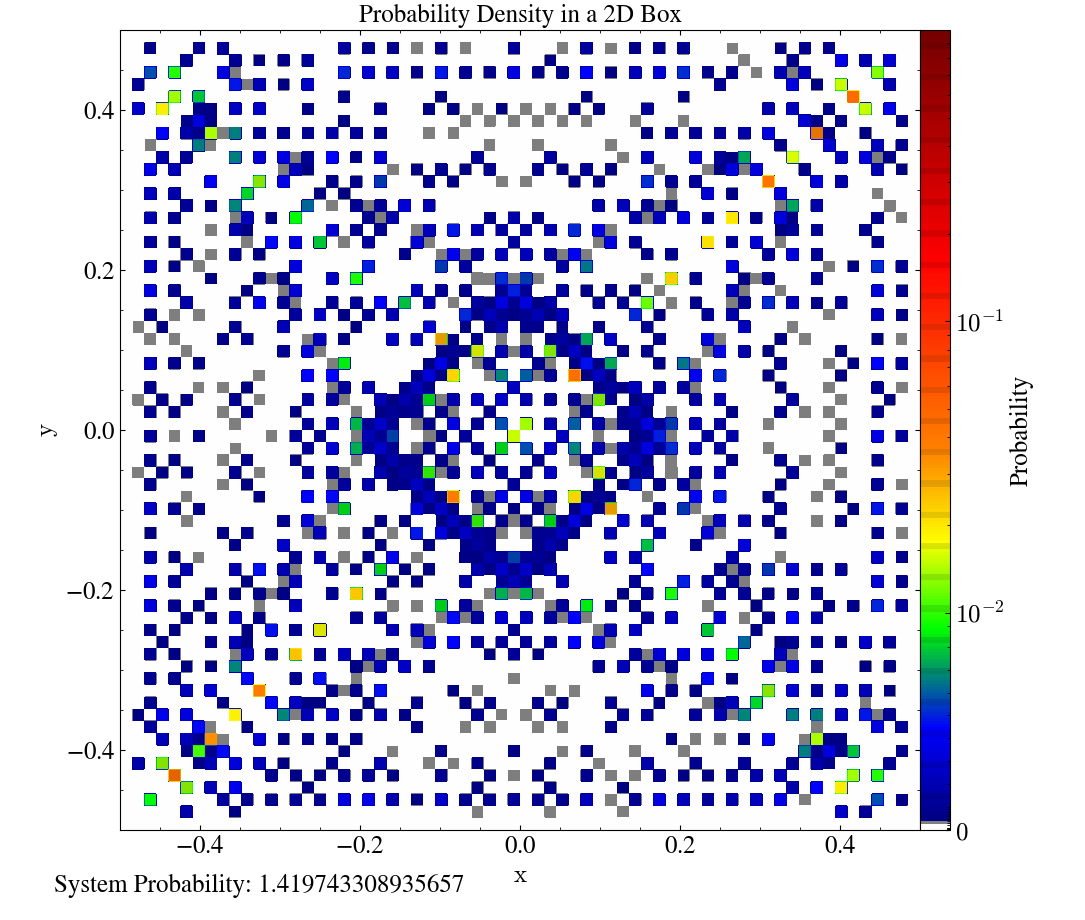 Probability Density in a 2D Box
0.4
0.2
0.0
−0.2
−0.4
y
−0.4 −0.2 0.0 0.2 0.4
x
10⁻¹
10⁻²
0
Probability
System Probability: 1.419743308935657